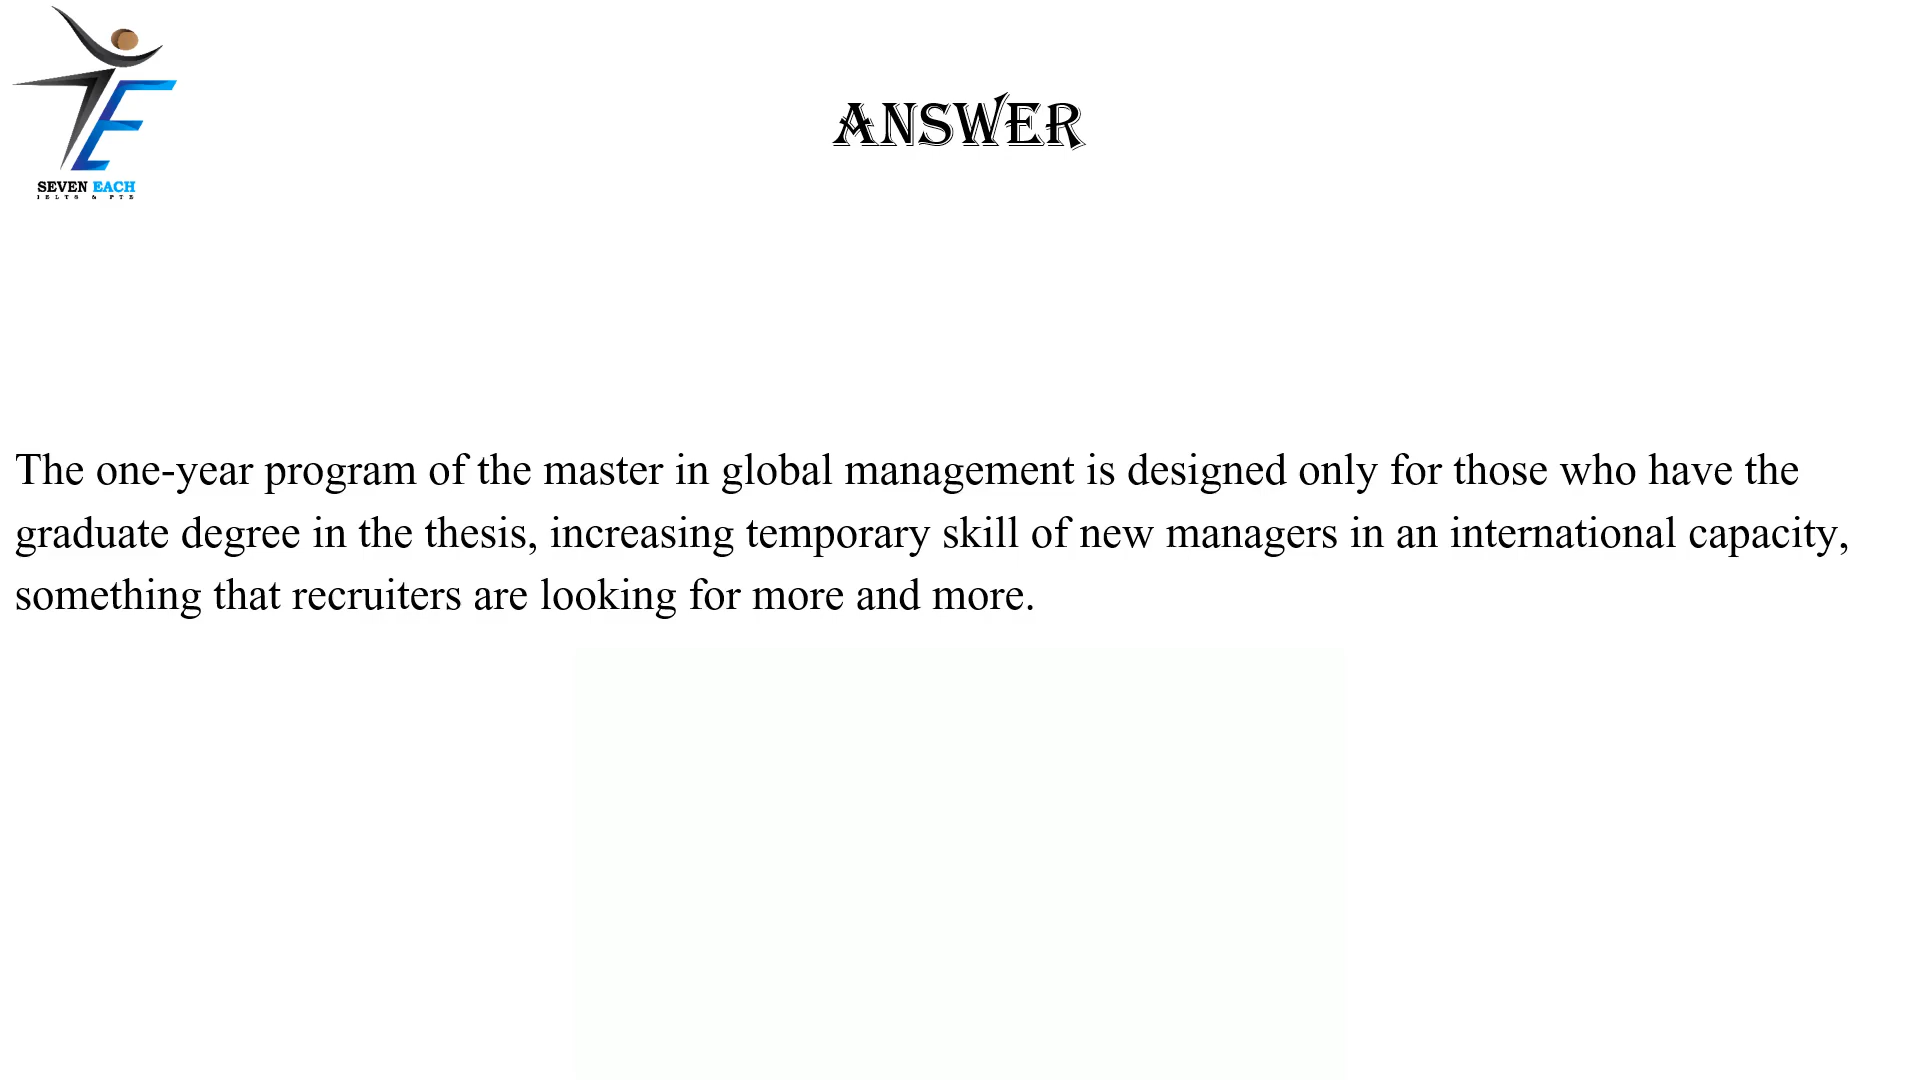 ANSWER
SEVEN EACH
IELTS & PTE
The one-year program of the master in global management is designed only for those who have the
graduate degree in the thesis, increasing temporary skill of new managers in an international capacity,
something that recruiters are looking for more and more.